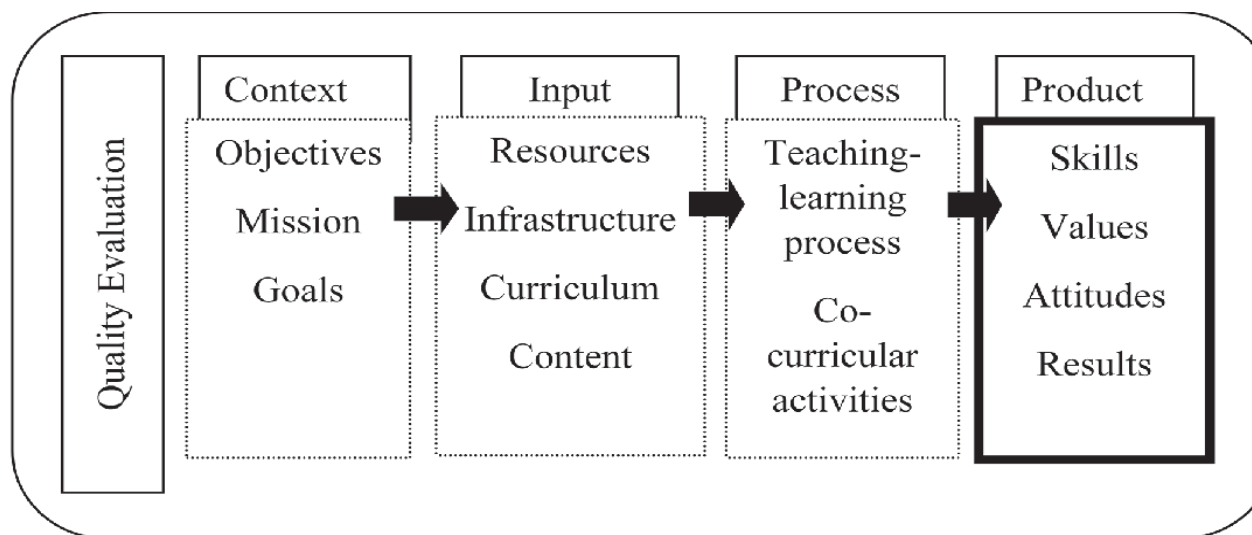 Quality Evaluation
Context
Objectives
Mission
Goals
Input
Resources
Infrastructure
Curriculum
Content
Process
Teaching-
learning
process
Co-
curricular
activities
Product
Skills
Values
Attitudes
Results